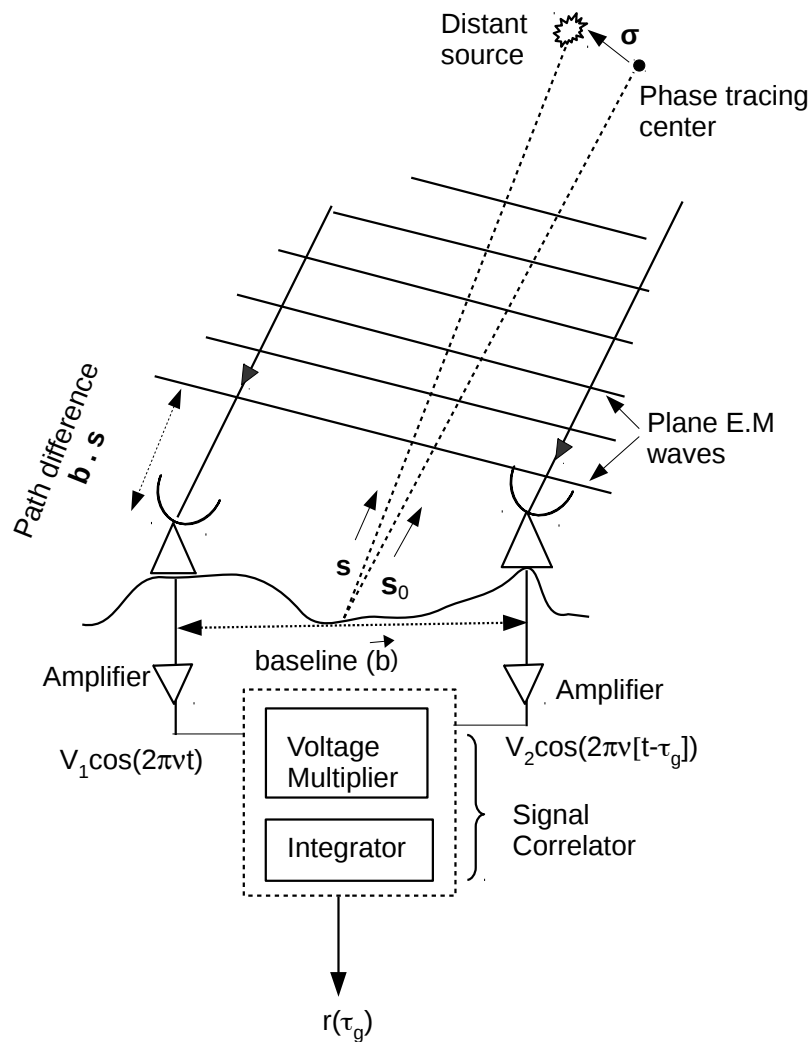 Distant
source
σ
Phase tracing
center
Plane E.M
waves
Path difference
b . s
s
s₀
baseline (b)
Amplifier
Amplifier
V₁cos(2πνt)
V₂cos(2πν[t-τg])
Voltage
Multiplier
Integrator
Signal
Correlator
r(τg)